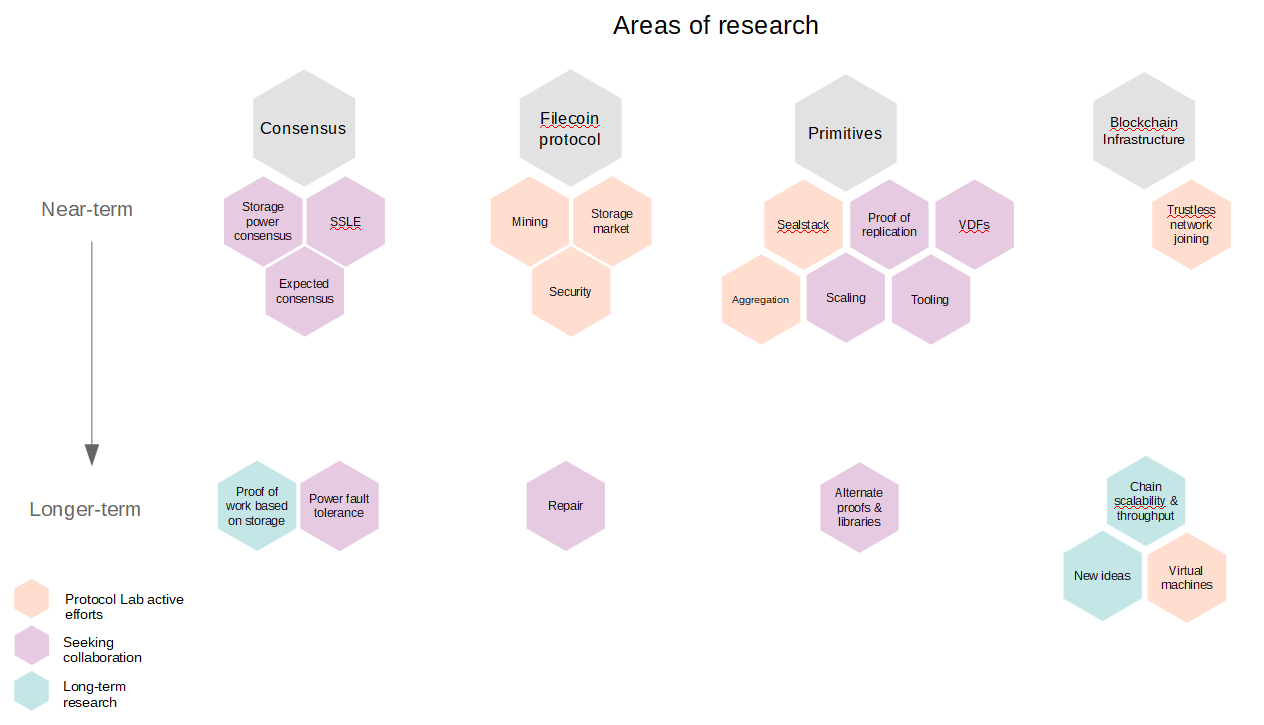 Areas of research
Consensus
Filecoin
protocol
Primitives
Blockchain
Infrastructure
Near-term
Storage
power
consensus
SSLE
Expected
consensus
Mining
Storage
market
Security
Sealstack
Proof of
replication
VDFs
Aggregation
Scaling
Tooling
Trustless
network
joining
Longer-term
Proof of
work based
on storage
Power fault
tolerance
Repair
Alternate
proofs &
libraries
Chain
scalability &
throughput
New ideas
Virtual
machines
Protocol Lab active
efforts
Seeking
collaboration
Long-term
research